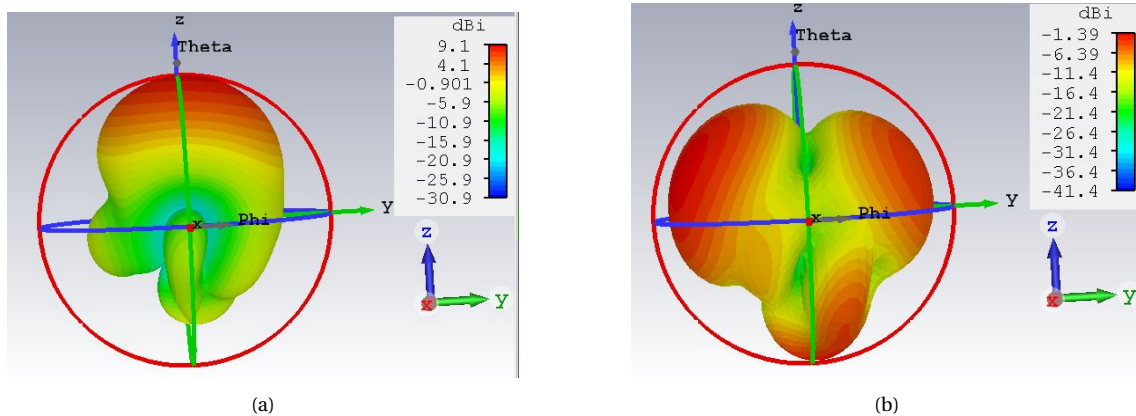 z
Theta
x
Phi
Y
dBi
9.1
4.1
-0.901
-5.9
-10.9
-15.9
-20.9
-25.9
-30.9
z
x
y
(a)
z
Theta
x
Phi
Y
dBi
-1.39
-6.39
-11.4
-16.4
-21.4
-26.4
-31.4
-36.4
-41.4
z
x
y
(b)